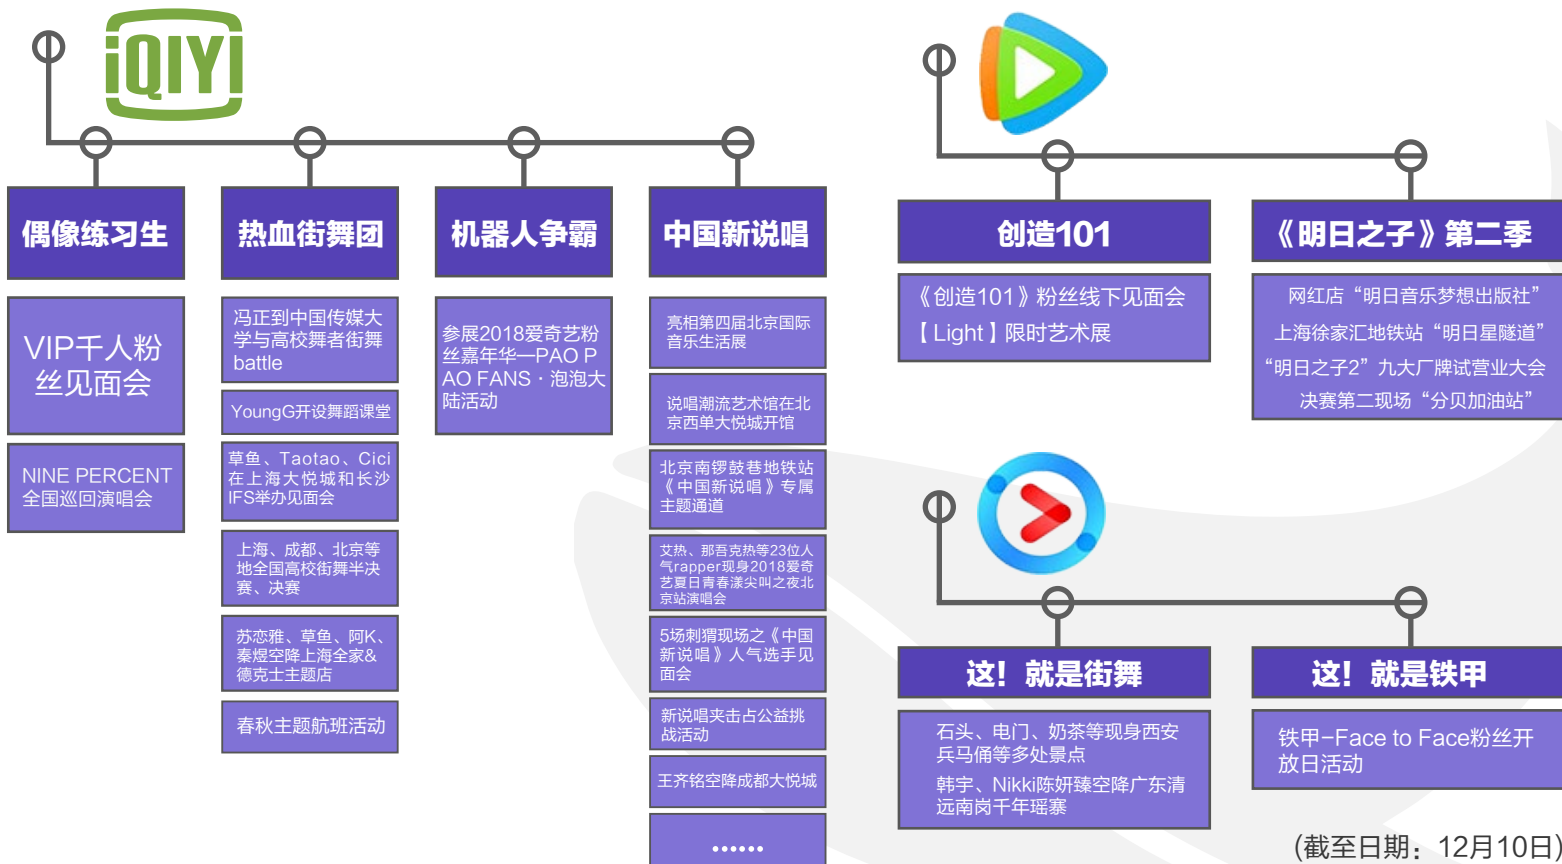 iQIYI
偶像练习生
VIP千人粉
丝见面会
NINE PERCENT
全国巡回演唱会
热血街舞团
冯正到中国传媒大
学与高校舞者街舞
battle
YoungG开设舞蹈课堂
草鱼、Taotao、Cici
在上海大悦城和长沙
IFS举办见面会
上海、成都、北京等
地全国高校街舞半决
赛、决赛
苏恋雅、草鱼、阿K、
秦煜空降上海全家&
德克士主题店
春秋主题航班活动
机器人争霸
参展2018爱奇艺粉
丝嘉年华—PAO P
AO FANS · 泡泡大
陆活动
中国新说唱
亮相第四届北京国际
音乐生活展
说唱潮流艺术馆在北
京西单大悦城开馆
北京南锣鼓巷地铁站
《中国新说唱》专属
主题通道
艾热、那吾克热等23位人
气rapper现身2018爱奇
艺夏日青春漾尖叫之夜北
京站演唱会
5场刺猬现场之《中国
新说唱》人气选手见
面会
新说唱夹击占公益挑
战活动
王齐铭空降成都大悦城
······
创造101
《创造101》粉丝线下见面会
【Light】限时艺术展
《明日之子》第二季
网红店“明日音乐梦想出版社”
上海徐家汇地铁站“明日星隧道”
“明日之子2”九大厂牌试营业大会
决赛第二现场“分贝加油站”
这！就是街舞
石头、电门、奶茶等现身西安
兵马俑等多处景点
韩宇、Nikki陈妍臻空降广东清
远南岗千年瑶寨
这！就是铁甲
铁甲-Face to Face粉丝开
放日活动
(截至日期：12月10日)